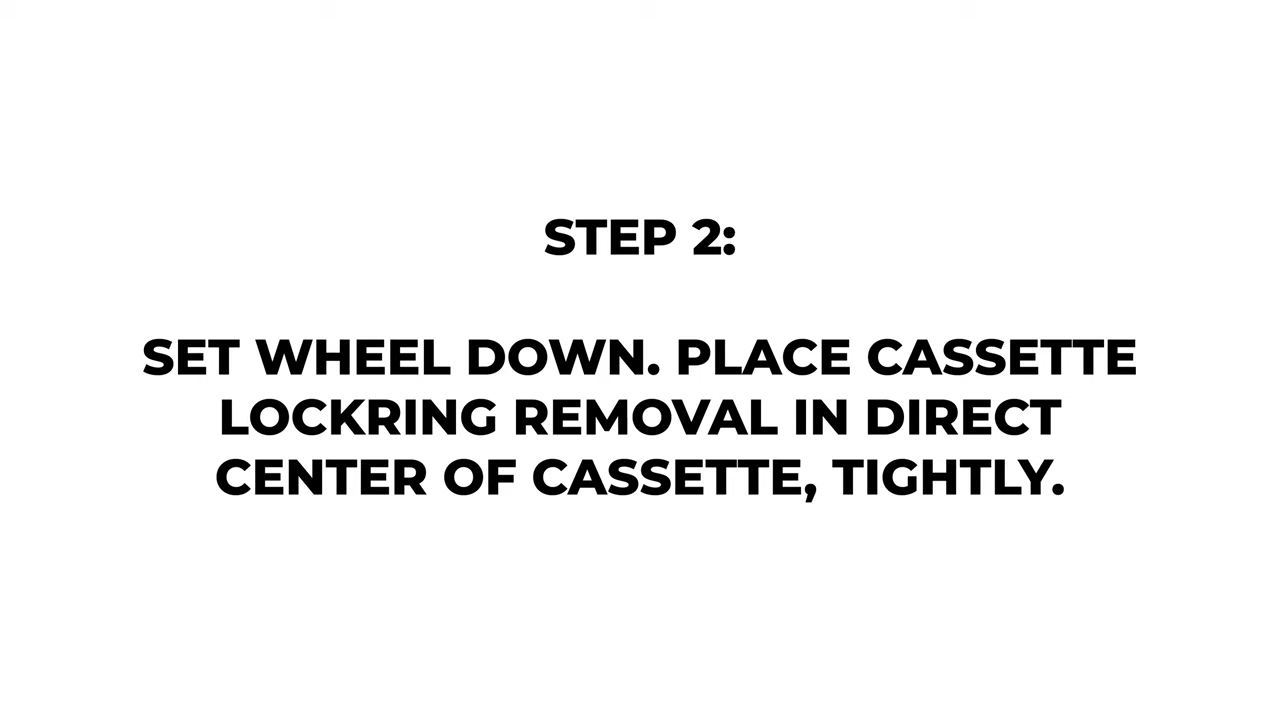 STEP 2:
SET WHEEL DOWN. PLACE CASSETTE
LOCKRING REMOVAL IN DIRECT
CENTER OF CASSETTE, TIGHTLY.